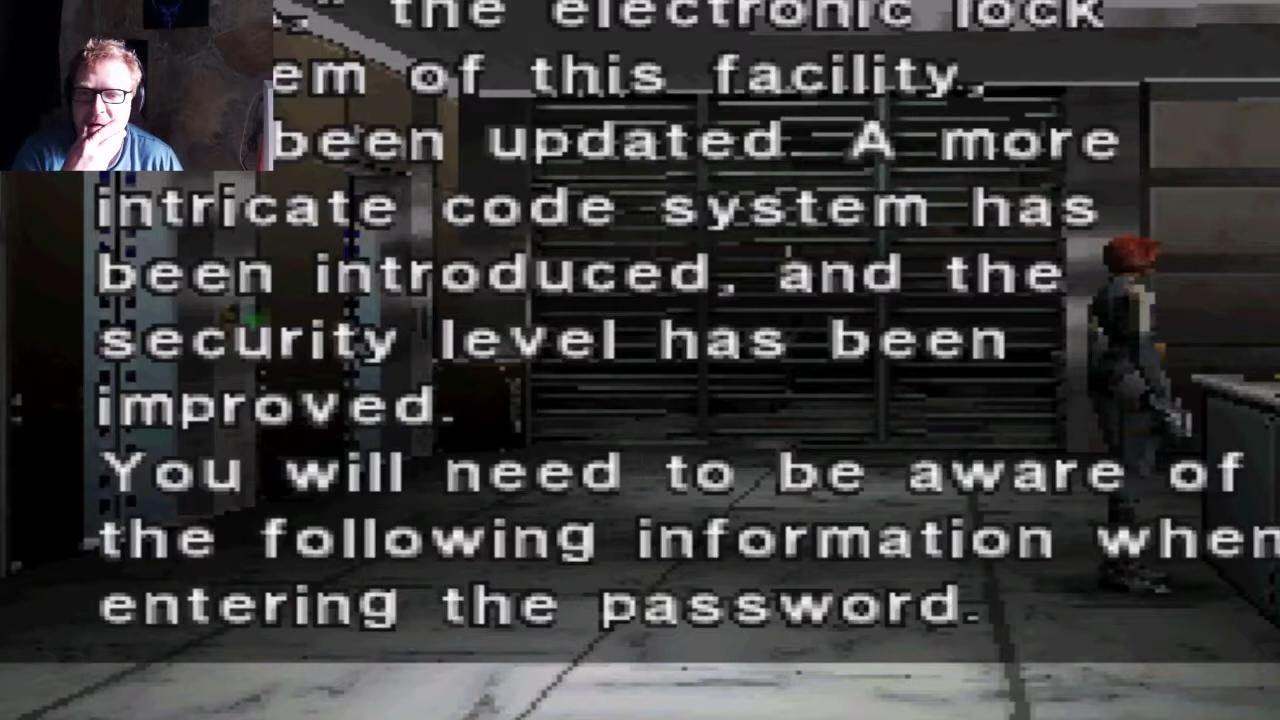 the electronic lock
em of this facility,
been updated. A more
intricate code system has
been introduced, and the
security level has been
improved.
You will need to be aware of
the following information when
entering the password.